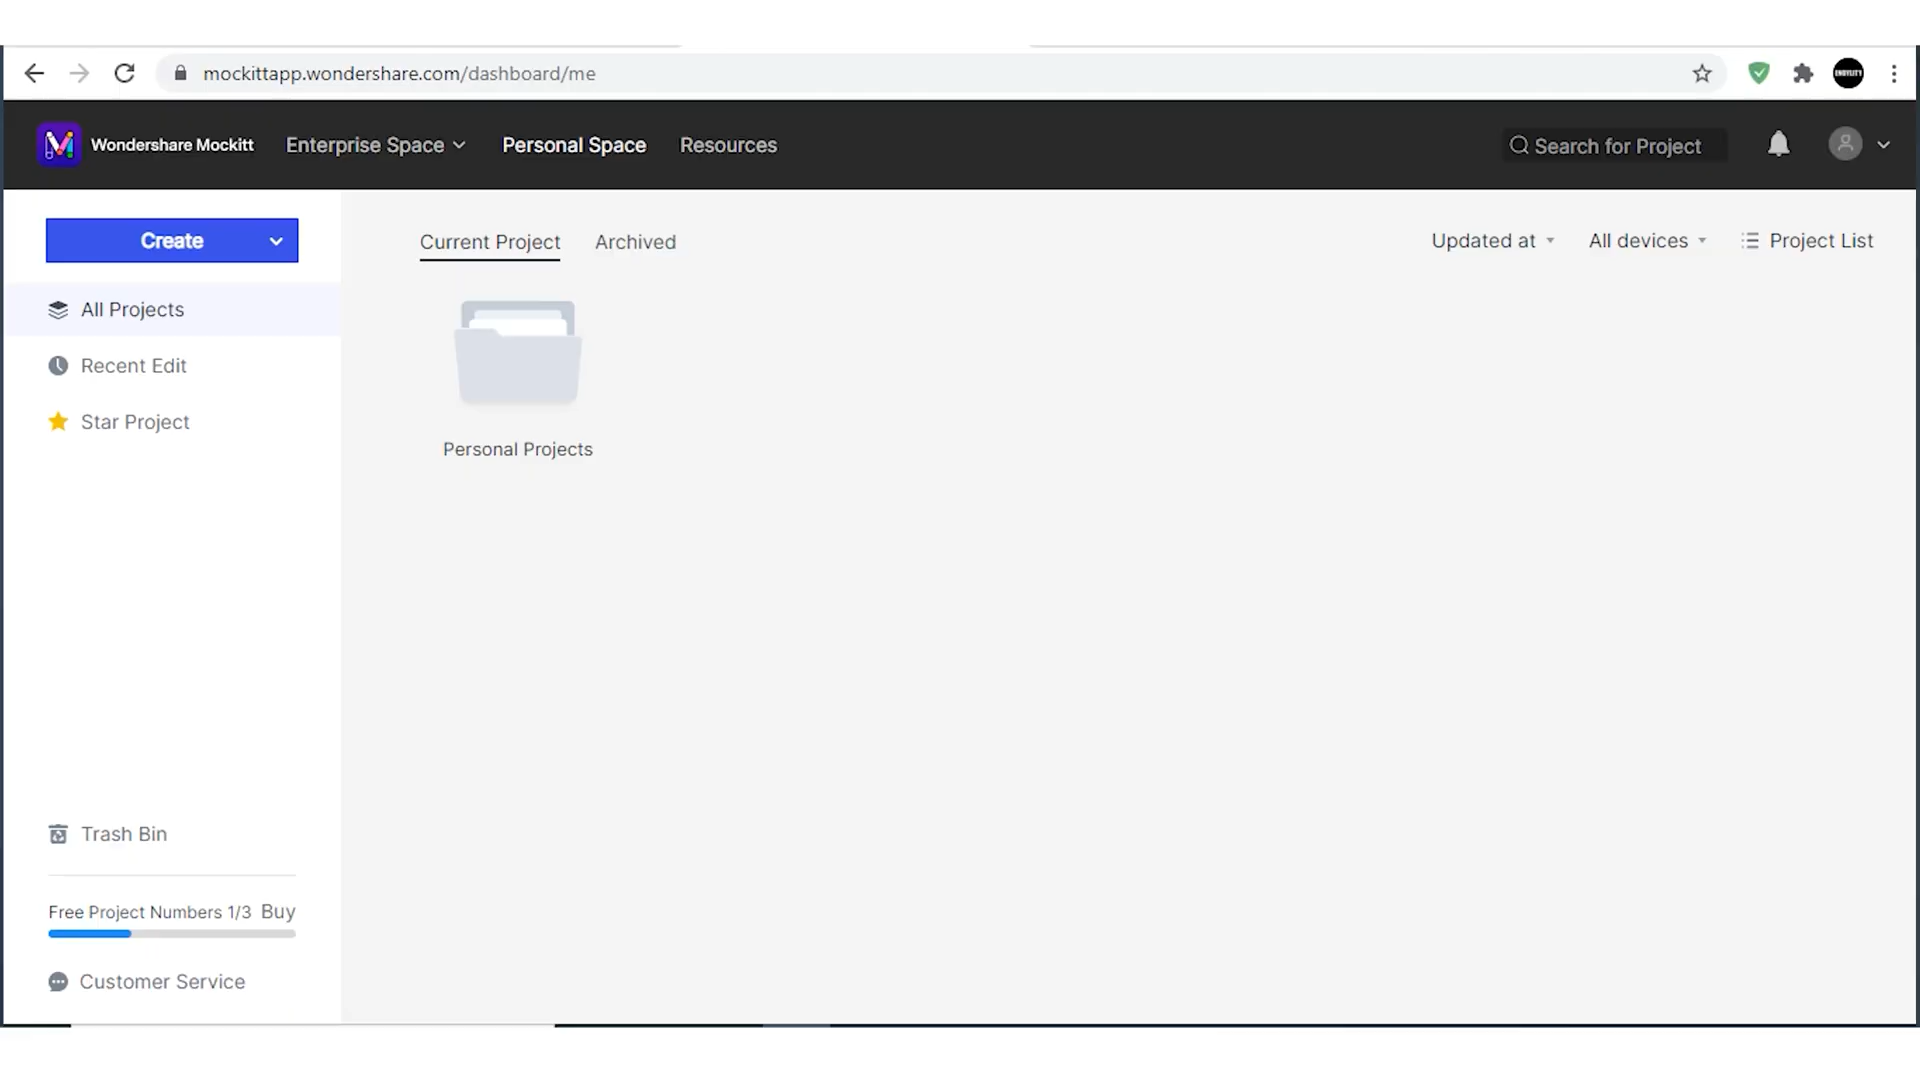 mockittapp.wondershare.com/dashboard/me
Wondershare Mockitt Enterprise Space Personal Space Resources Search for Project
Create Current Project Archived Updated at All devices Project List
All Projects
Recent Edit
Star Project
Personal Projects
Trash Bin
Free Project Numbers 1/3 Buy
Customer Service